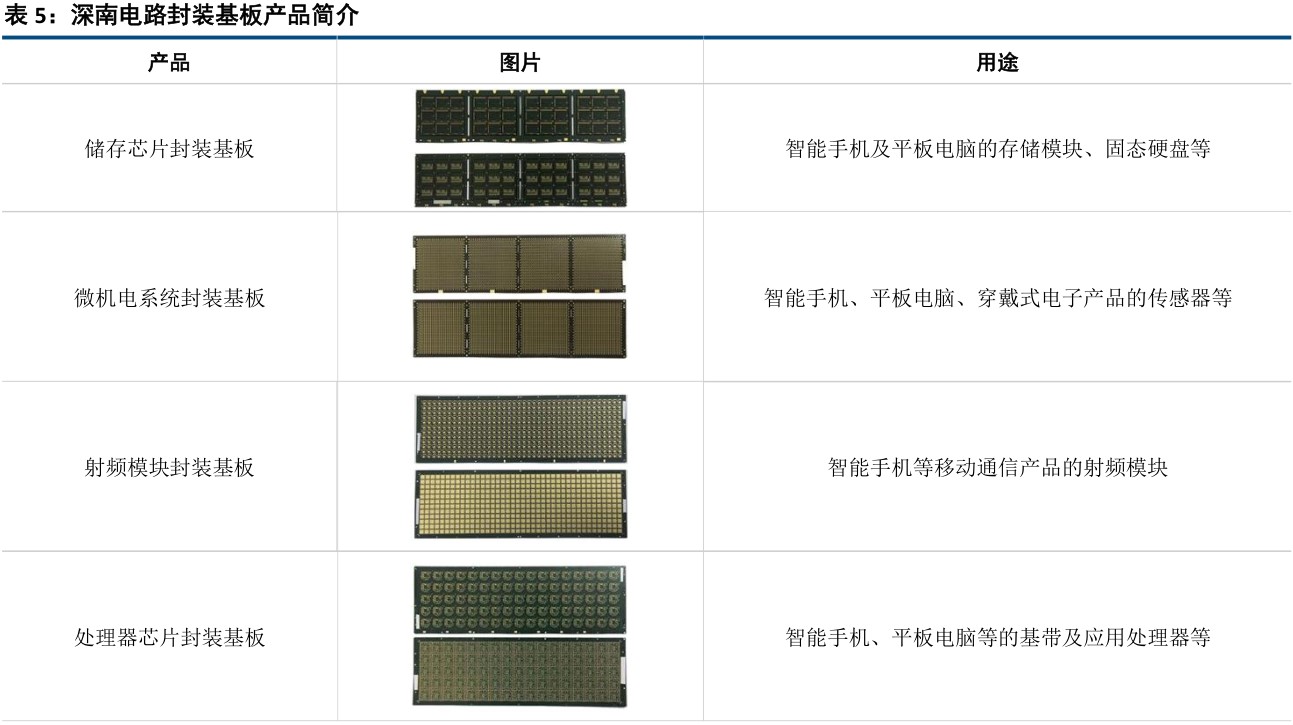 表 5：深南电路封装基板产品简介
产品 图片 用途
储存芯片封装基板 智能手机及平板电脑的存储模块、固态硬盘等
微机电系统封装基板 智能手机、平板电脑、穿戴式电子产品的传感器等
射频模块封装基板 智能手机等移动通信产品的射频模块
处理器芯片封装基板 智能手机、平板电脑等的基带及应用处理器等